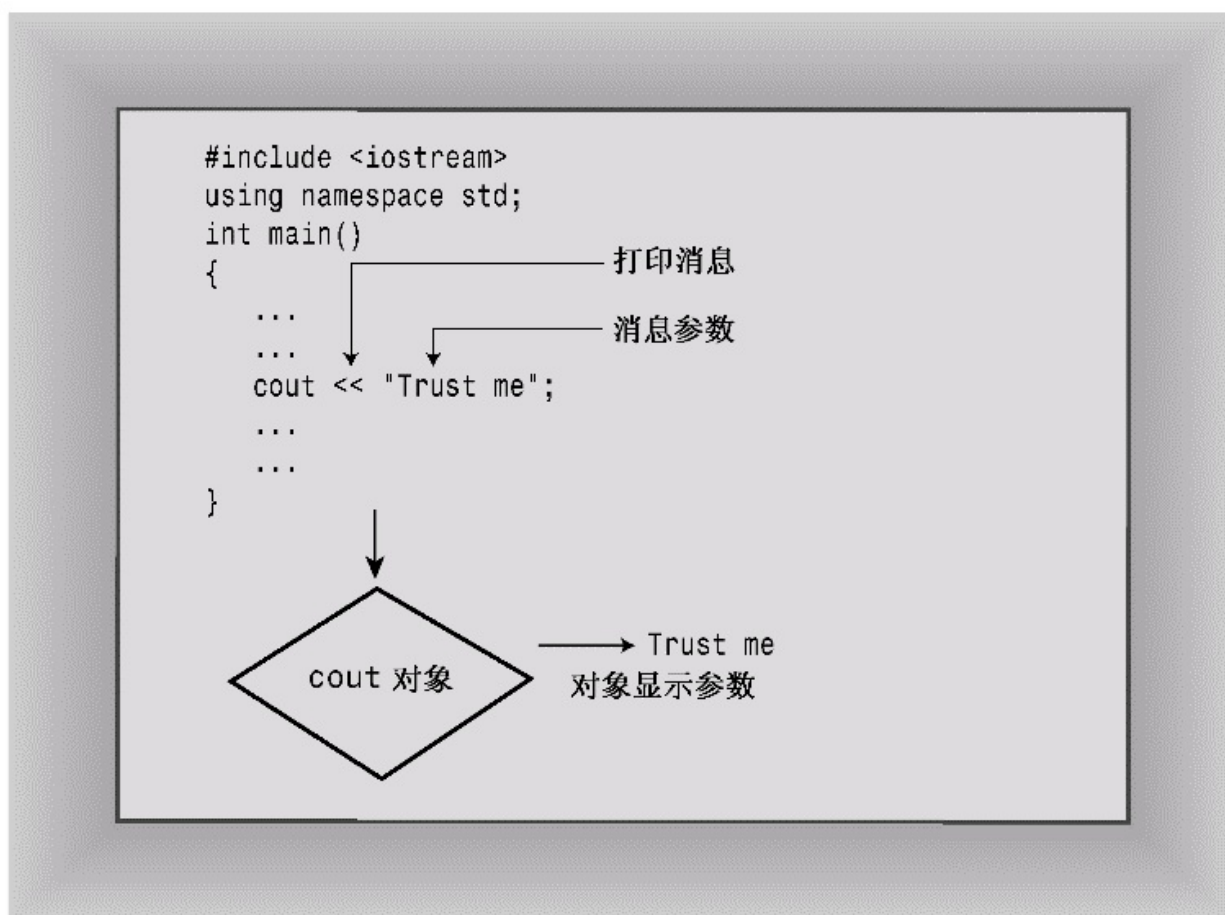 #include <iostream>
using namespace std;
int main()
{
打印消息
...
消息参数
...
cout << "Trust me";
...
...
}
cout 对象
Trust me
对象显示参数